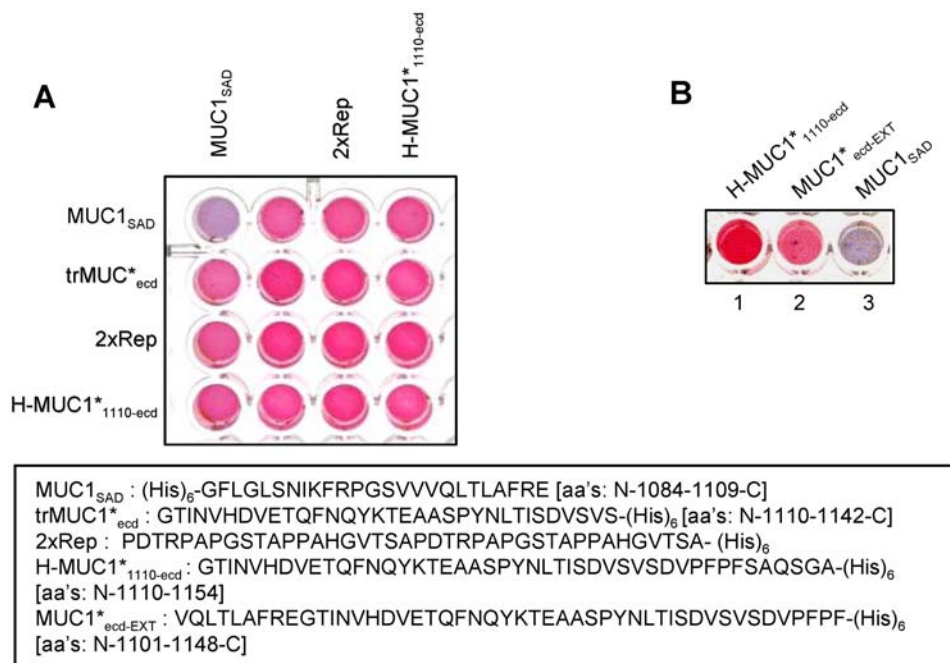 A
MUC1SAD
2xRep
H-MUC1*1110-ecd
MUC1SAD
trMUC*ecd
2xRep
H-MUC1*1110-ecd
B
H-MUC1*1110-ecd
MUC1*ecd-EXT
MUC1SAD
1 2 3
MUC1SAD : (His)6-GFLGLSNIKFRPGSVVVQLTLAFRE [aa's: N-1084-1109-C]
trMUC1*ecd : GTINVHDVETQFNQYKTEAASPYNLTISDVSVS-(His)6 [aa's: N-1110-1142-C]
2xRep : PDTRPAPGSTAPPAHGVTSAPDTRPAPGSTAPPAHGVTSA- (His)6
H-MUC1*1110-ecd : GTINVHDVETQFNQYKTEAASPYNLTISDVSVSDVPFPFSAQSGA-(His)6
[aa's: N-1110-1154]
MUC1*ecd-EXT : VQLTLAFREGTINVHDVETQFNQYKTEAASPYNLTISDVSVSDVPFPF-(His)6
[aa's: N-1101-1148-C]